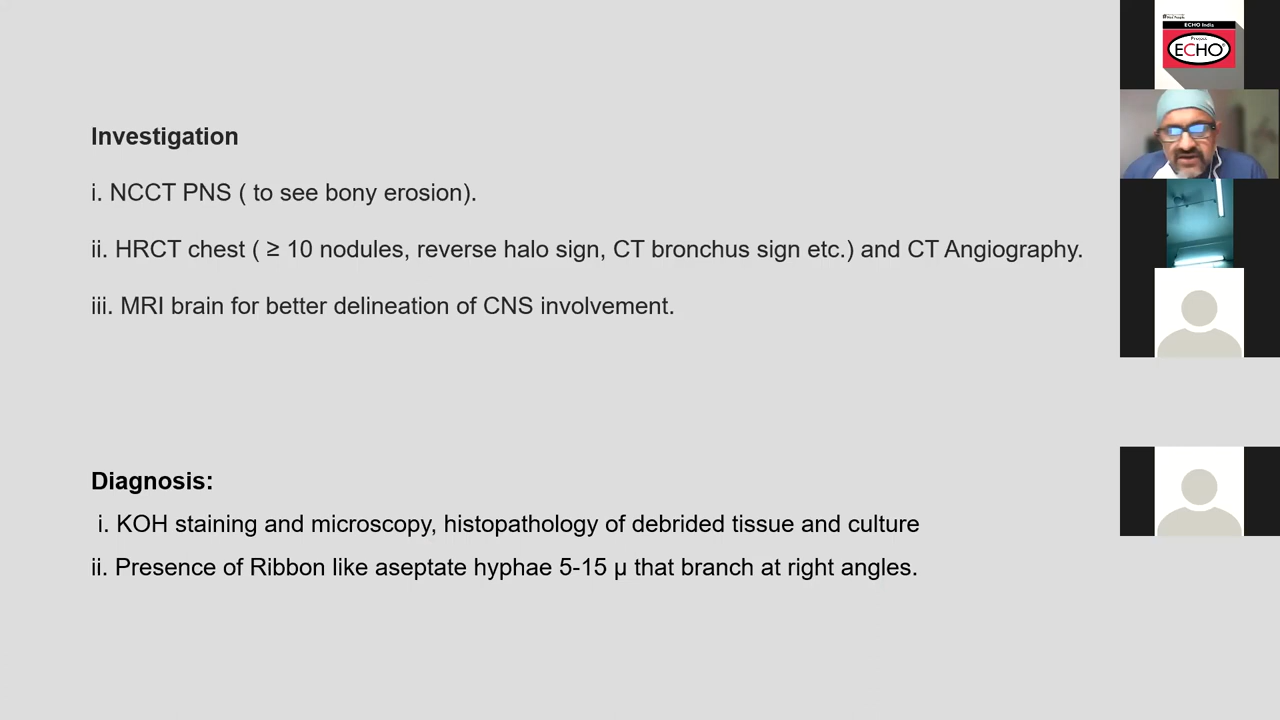 Investigation
i. NCCT PNS ( to see bony erosion).
ii. HRCT chest ( ≥ 10 nodules, reverse halo sign, CT bronchus sign etc.) and CT Angiography.
iii. MRI brain for better delineation of CNS involvement.
Diagnosis:
i. KOH staining and microscopy, histopathology of debrided tissue and culture
ii. Presence of Ribbon like aseptate hyphae 5-15 μ that branch at right angles.
ECHO India
Project
ECHO